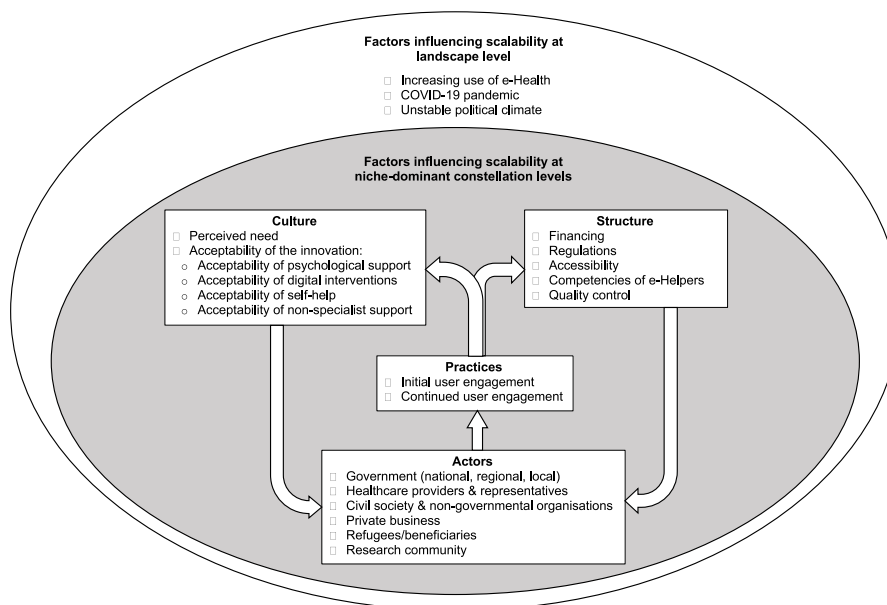 Factors influencing scalability at
landscape level
Increasing use of e-Health
COVID-19 pandemic
Unstable political climate
Factors influencing scalability at
niche-dominant constellation levels
Culture
Perceived need
Acceptability of the innovation:
Acceptability of psychological support
Acceptability of digital interventions
Acceptability of self-help
Acceptability of non-specialist support
Structure
Financing
Regulations
Accessibility
Competencies of e-Helpers
Quality control
Practices
Initial user engagement
Continued user engagement
Actors
Government (national, regional, local)
Healthcare providers & representatives
Civil society & non-governmental organisations
Private business
Refugees/beneficiaries
Research community